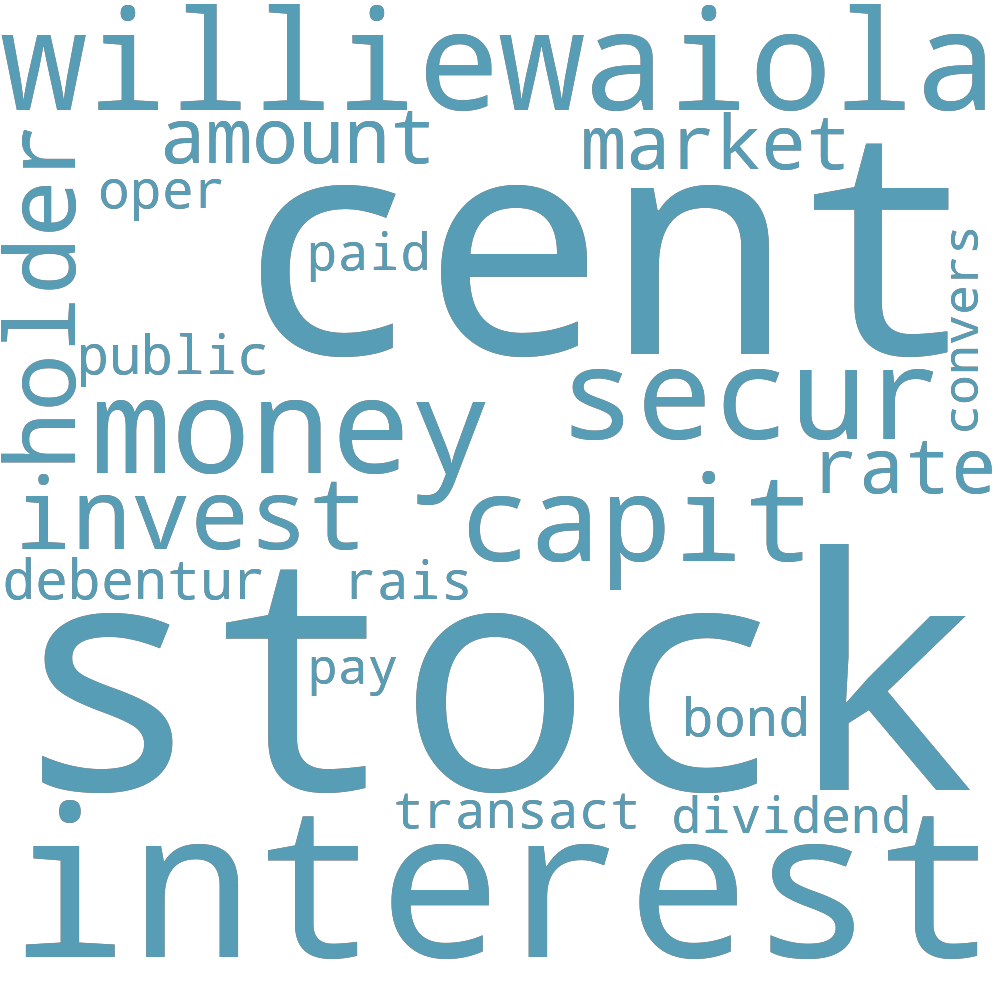 williewaiola
amount
market
oper
cent
paid
holder
convers
public
secur
money
rate
invest
capit
debentur
rais
stock
pay
bond
transact
dividend
interest